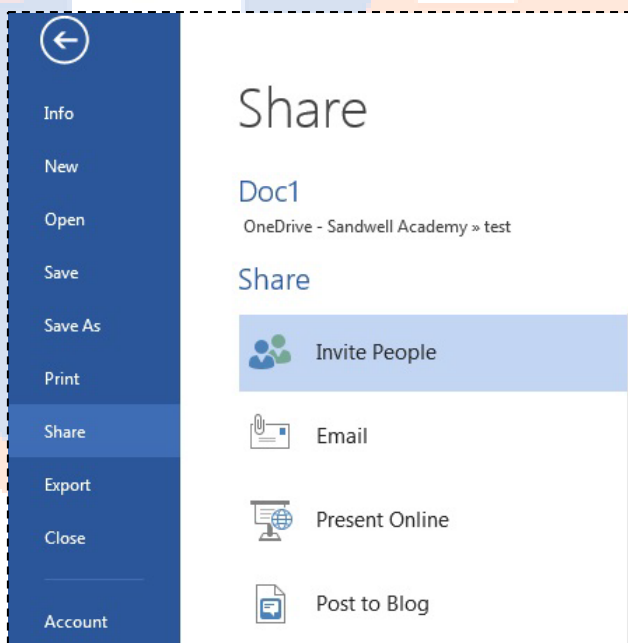 Info
New
Open
Save
Save As
Print
Share
Export
Close
Account
Share
Doc1
OneDrive - Sandwell Academy » test
Share
Invite People
Email
Present Online
Post to Blog